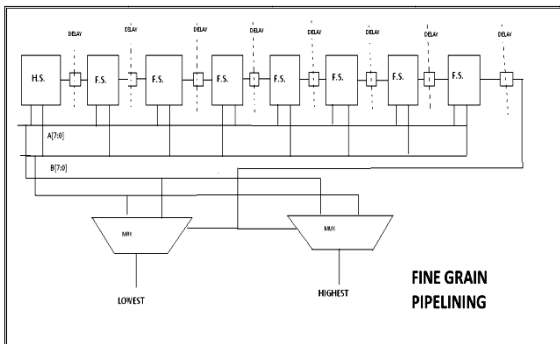 DELAY DELAY DELAY DELAY DELAY DELAY DELAY DELAY
H.S. F.S. F.S. F.S. F.S. F.S. F.S. F.S.
A[7:0]
B[7:0]
MUX MUX
LOWEST HIGHEST
FINE GRAIN
PIPELINING